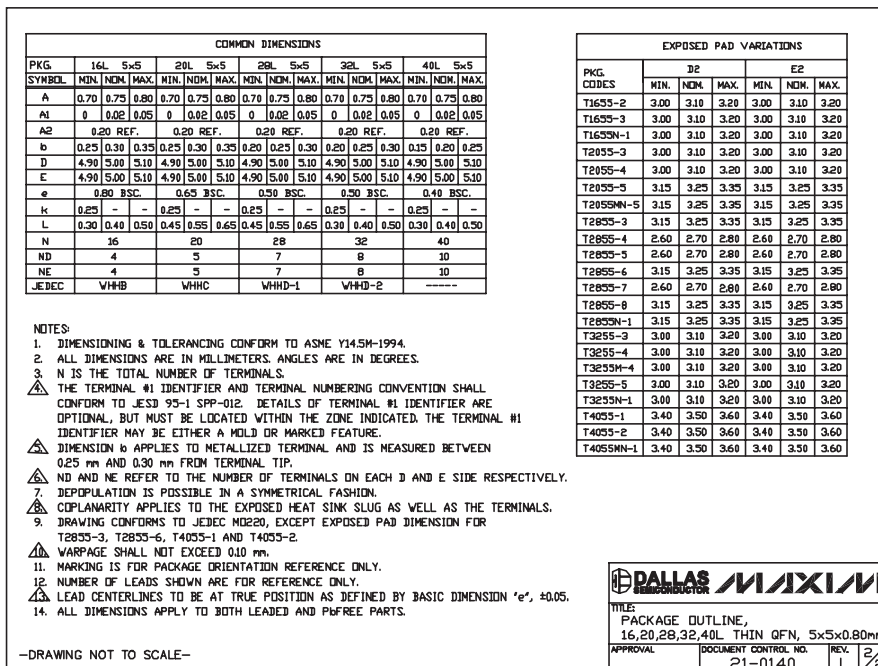 COMMON DIMENSIONS
PKG. 16L 5x5 20L 5x5 28L 5x5 32L 5x5 40L 5x5
SYMBOL MIN. NOM. MAX. MIN. NOM. MAX. MIN. NOM. MAX. MIN. NOM. MAX. MIN. NOM. MAX.
A 0.70 0.75 0.80 0.70 0.75 0.80 0.70 0.75 0.80 0.70 0.75 0.80 0.70 0.75 0.80
A1 0 0.02 0.05 0 0.02 0.05 0 0.02 0.05 0 0.02 0.05 0 0.02 0.05
A2 0.20 REF. 0.20 REF. 0.20 REF. 0.20 REF. 0.20 REF.
b 0.25 0.30 0.35 0.25 0.30 0.35 0.20 0.25 0.30 0.20 0.25 0.30 0.15 0.20 0.25
D 4.90 5.00 5.10 4.90 5.00 5.10 4.90 5.00 5.10 4.90 5.00 5.10 4.90 5.00 5.10
E 4.90 5.00 5.10 4.90 5.00 5.10 4.90 5.00 5.10 4.90 5.00 5.10 4.90 5.00 5.10
e 0.80 BSC. 0.65 BSC. 0.50 BSC. 0.50 BSC. 0.40 BSC.
k 0.25 - - 0.25 - - 0.25 - - 0.25 - - 0.25 - -
L 0.30 0.40 0.50 0.45 0.55 0.65 0.45 0.55 0.65 0.30 0.40 0.50 0.30 0.40 0.50
N 16 20 28 32 40
ND 4 5 7 8 10
NE 4 5 7 8 10
JEDEC WHHB WHHC WHHD-1 WHHD-2 -----
EXPOSED PAD VARIATIONS
PKG. CODES D2 E2
MIN. NOM. MAX. MIN. NOM. MAX.
T1655-2 3.00 3.10 3.20 3.00 3.10 3.20
T1655-3 3.00 3.10 3.20 3.00 3.10 3.20
T1655N-1 3.00 3.10 3.20 3.00 3.10 3.20
T2055-3 3.00 3.10 3.20 3.00 3.10 3.20
T2055-4 3.00 3.10 3.20 3.00 3.10 3.20
T2055-5 3.15 3.25 3.35 3.15 3.25 3.35
T2055MN-5 3.15 3.25 3.35 3.15 3.25 3.35
T2855-3 3.15 3.25 3.35 3.15 3.25 3.35
T2855-4 2.60 2.70 2.80 2.60 2.70 2.80
T2855-5 2.60 2.70 2.80 2.60 2.70 2.80
T2855-6 3.15 3.25 3.35 3.15 3.25 3.35
T2855-7 2.60 2.70 2.80 2.60 2.70 2.80
T2855-8 3.15 3.25 3.35 3.15 3.25 3.35
T2855N-1 3.15 3.25 3.35 3.15 3.25 3.35
T3255-3 3.00 3.10 3.20 3.00 3.10 3.20
T3255-4 3.00 3.10 3.20 3.00 3.10 3.20
T3255M-4 3.00 3.10 3.20 3.00 3.10 3.20
T3255-5 3.00 3.10 3.20 3.00 3.10 3.20
T3255N-1 3.00 3.10 3.20 3.00 3.10 3.20
T4055-1 3.40 3.50 3.60 3.40 3.50 3.60
T4055-2 3.40 3.50 3.60 3.40 3.50 3.60
T4055MN-1 3.40 3.50 3.60 3.40 3.50 3.60
NOTES:
1. DIMENSIONING & TOLERANCING CONFORM TO ASME Y14.5M-1994.
2. ALL DIMENSIONS ARE IN MILLIMETERS. ANGLES ARE IN DEGREES.
3. N IS THE TOTAL NUMBER OF TERMINALS.
4. THE TERMINAL #1 IDENTIFIER AND TERMINAL NUMBERING CONVENTION SHALL
CONFORM TO JESD 95-1 SPP-012. DETAILS OF TERMINAL #1 IDENTIFIER ARE
OPTIONAL, BUT MUST BE LOCATED WITHIN THE ZONE INDICATED. THE TERMINAL #1
IDENTIFIER MAY BE EITHER A MOLD OR MARKED FEATURE.
5. DIMENSION b APPLIES TO METALLIZED TERMINAL AND IS MEASURED BETWEEN
0.25 mm AND 0.30 mm FROM TERMINAL TIP.
6. ND AND NE REFER TO THE NUMBER OF TERMINALS ON EACH D AND E SIDE RESPECTIVELY.
7. DEPOPULATION IS POSSIBLE IN A SYMMETRICAL FASHION.
8. COPLANARITY APPLIES TO THE EXPOSED HEAT SINK SLUG AS WELL AS THE TERMINALS.
9. DRAWING CONFORMS TO JEDEC MO220, EXCEPT EXPOSED PAD DIMENSION FOR
T2855-3, T2855-6, T4055-1 AND T4055-2.
10. WARPAGE SHALL NOT EXCEED 0.10 mm.
11. MARKING IS FOR PACKAGE ORIENTATION REFERENCE ONLY.
12. NUMBER OF LEADS SHOWN ARE FOR REFERENCE ONLY.
13. LEAD CENTERLINES TO BE AT TRUE POSITION AS DEFINED BY BASIC DIMENSION "e", ±0.05.
14. ALL DIMENSIONS APPLY TO BOTH LEADED AND PbFREE PARTS.
-DRAWING NOT TO SCALE-
DALLAS SEMICONDUCTOR MAXIM
TITLE:
PACKAGE OUTLINE,
16,20,28,32,40L THIN QFN, 5x5x0.80mm
APPROVAL DOCUMENT CONTROL NO. REV.
21-0140 L 2/